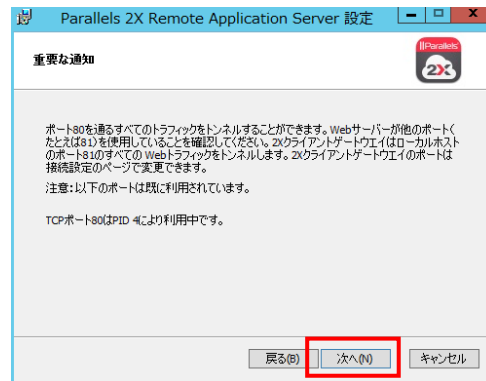 Parallels 2X Remote Application Server 設定
重要な通知
Parallels
2X
ポート80を通るすべてのトラフィックをトンネルすることができます。Webサーバーが他のポート(
たとえば81)を使用していることを確認してください。2Xクライアントゲートウエイはローカルホスト
のポート81のすべての Webトラフィックをトンネルします。2Xクライアントゲートウエイのポートは
接続設定のページで変更できます。
注意:以下のポートは既に利用されています。
TCPポート80はPID 4により利用中です。
戻る(B)
次へ(N)
キャンセル